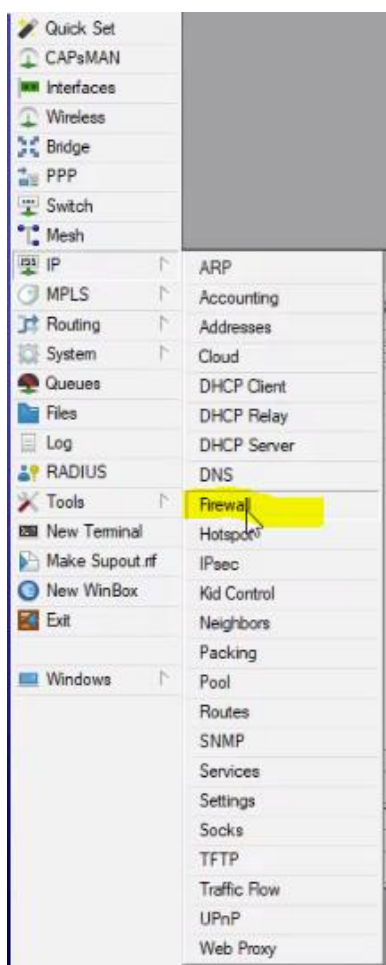 Quick Set
CAPsMAN
Interfaces
Wireless
Bridge
PPP
Switch
Mesh
IP
MPLS
Routing
System
Queues
Files
Log
RADIUS
Tools
New Terminal
Make Supout.rif
New WinBox
Exit
Windows
ARP
Accounting
Addresses
Cloud
DHCP Client
DHCP Relay
DHCP Server
DNS
Firewall
Hotspot
IPsec
Kid Control
Neighbors
Packing
Pool
Routes
SNMP
Services
Settings
Socks
TFTP
Traffic Flow
UPnP
Web Proxy